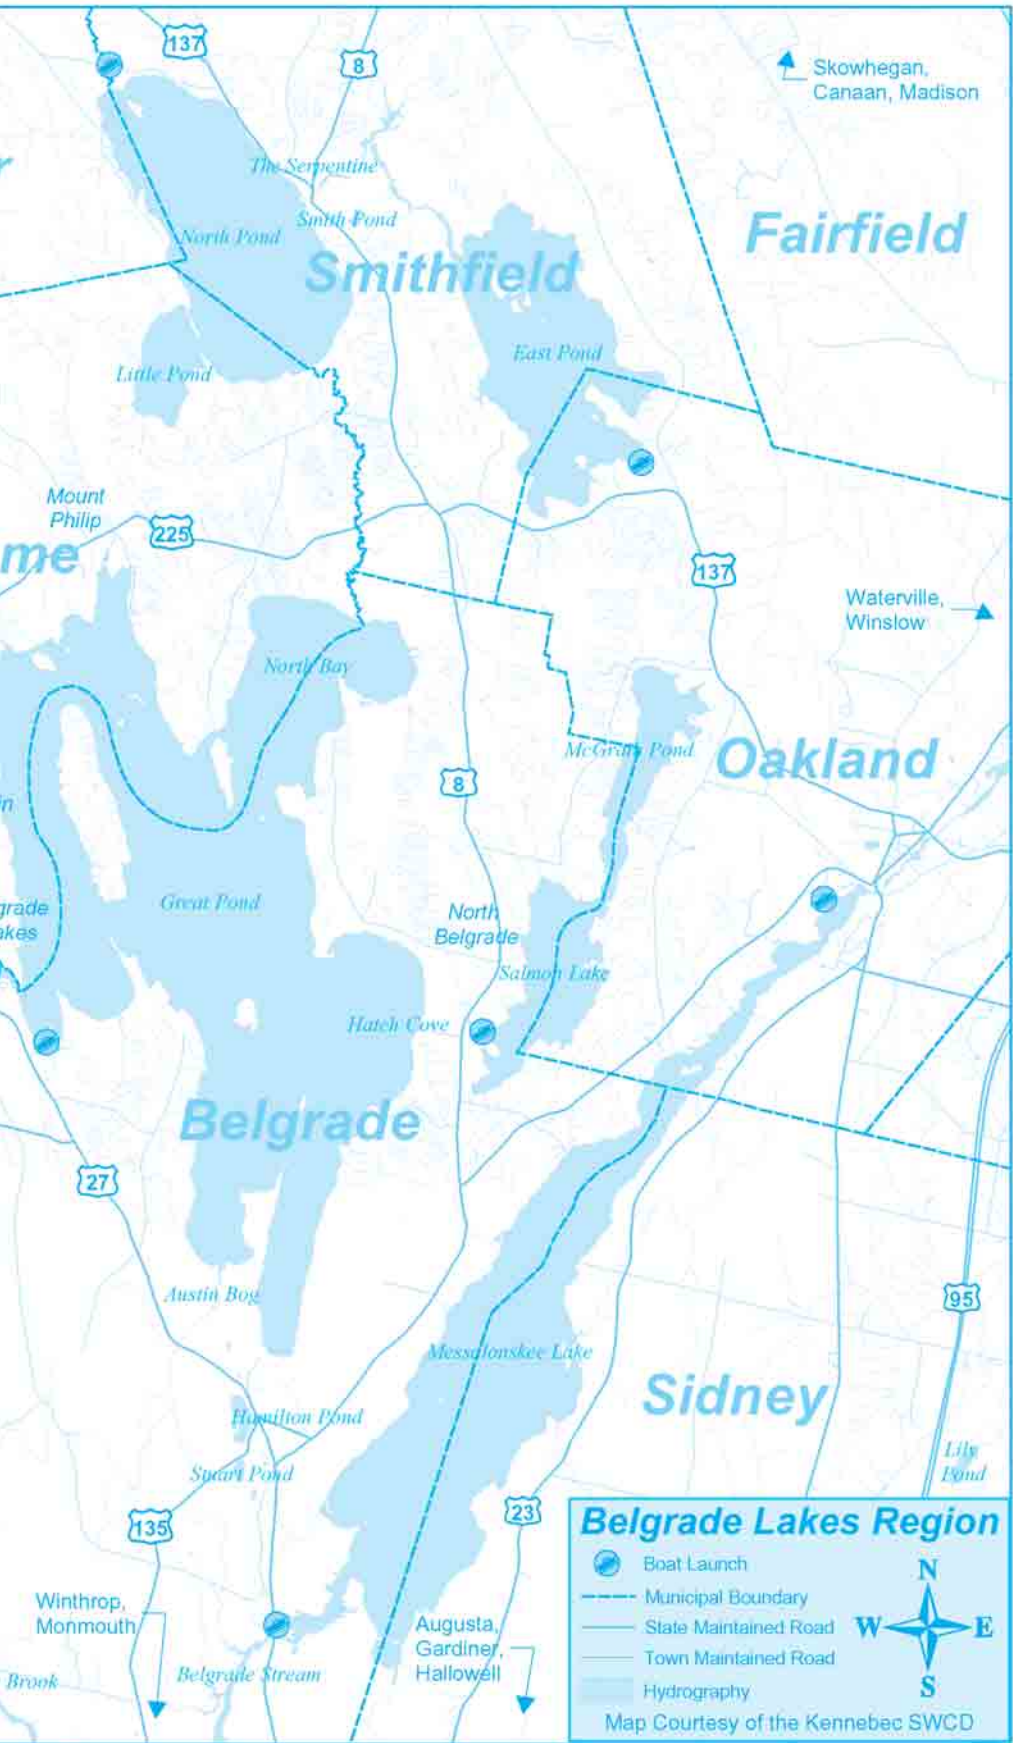 137
8
Skowhegan,
Canaan, Madison
The Serpentine
Smith Pond
North Pond
Fairfield
Smithfield
East Pond
Little Pond
Mount
Philip
225
me
137
Waterville,
Winslow
North Bay
McGrath Pond
Oakland
8
in
Great Pond
grade
akes
North
Belgrade
Salmon Lake
Hatch Cove
Belgrade
27
Austin Bog
95
Messalonskee Lake
Sidney
Hamilton Pond
Lily
Pond
Stuart Pond
135
23
Belgrade Lakes Region
Boat Launch
Municipal Boundary
State Maintained Road
Town Maintained Road
Hydrography
N
W
E
S
Map Courtesy of the Kennebec SWCD
Winthrop,
Monmouth
Augusta,
Gardiner,
Hallowell
Belgrade Stream
Brook